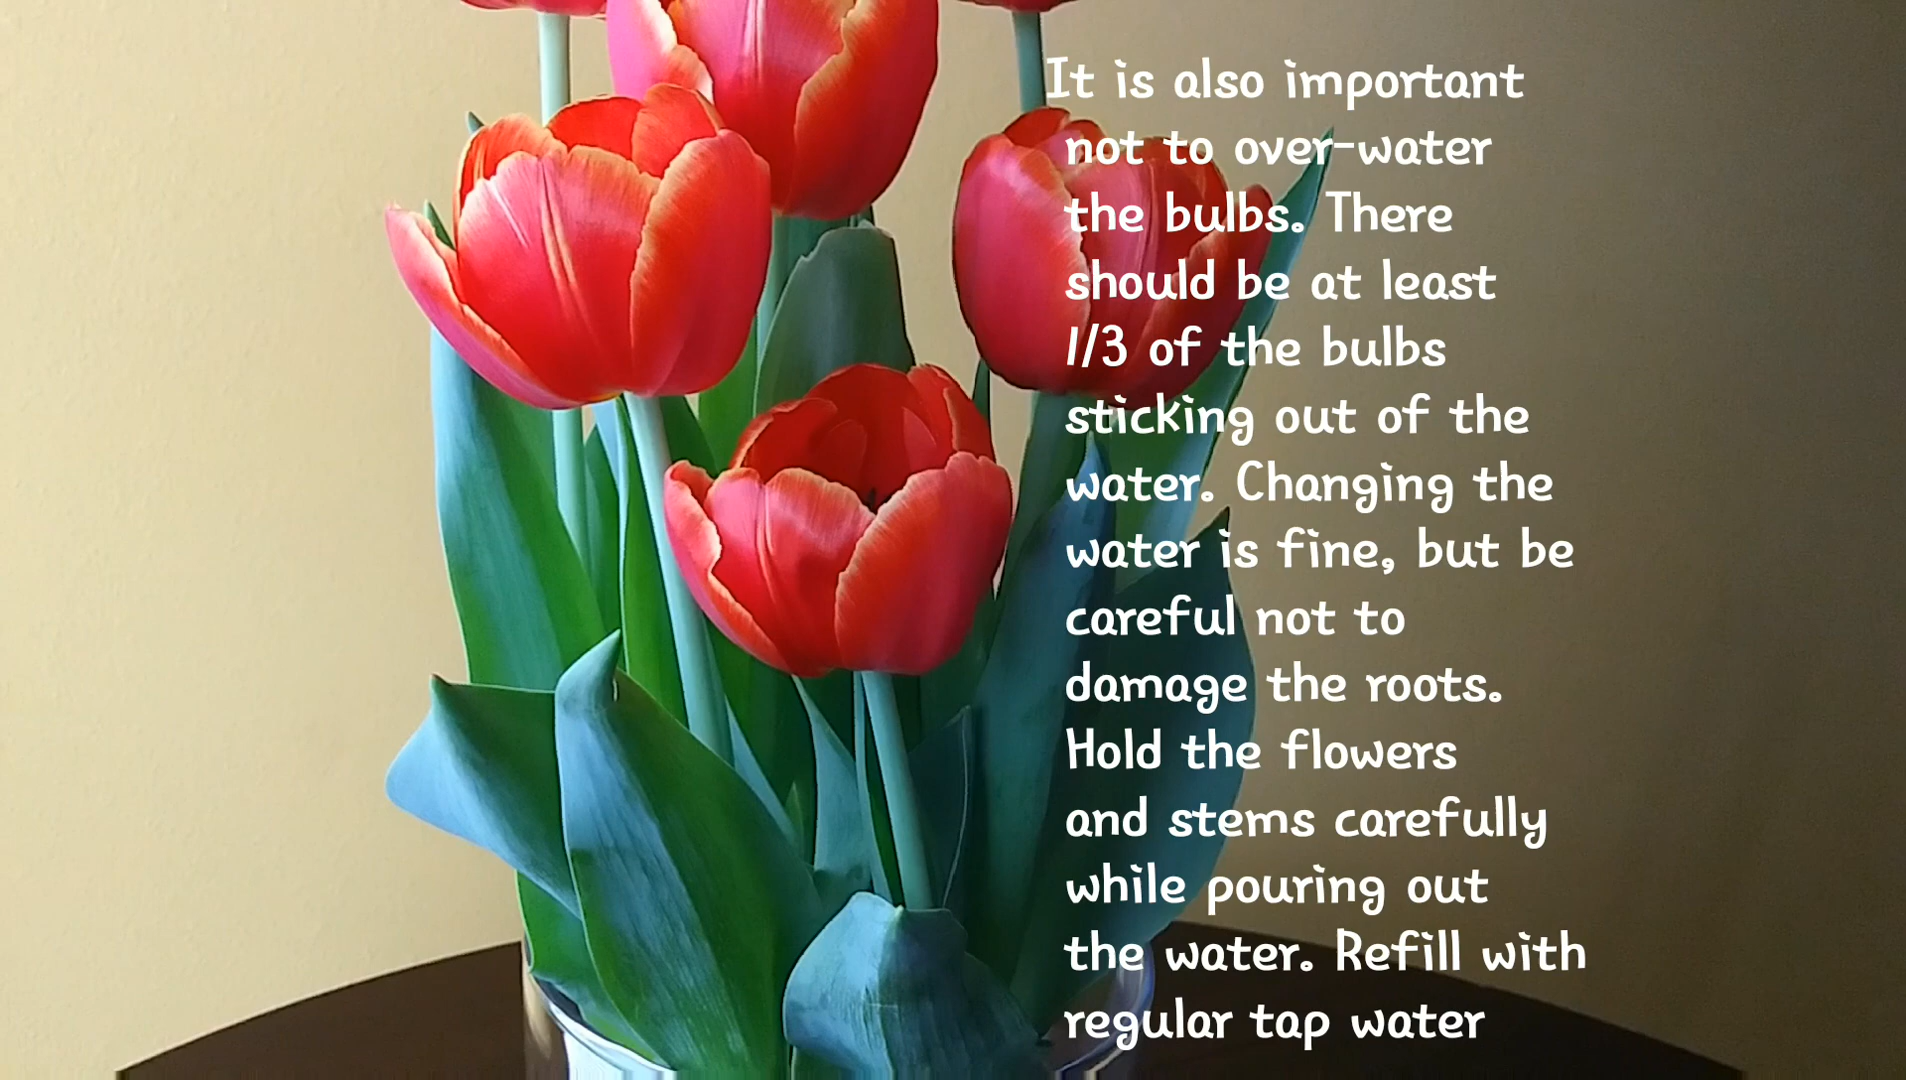 It is also important
not to over-water
the bulbs. There
should be at least
1/3 of the bulbs
sticking out of the
water. Changing the
water is fine, but be
careful not to
damage the roots.
Hold the flowers
and stems carefully
while pouring out
the water. Refill with
regular tap water